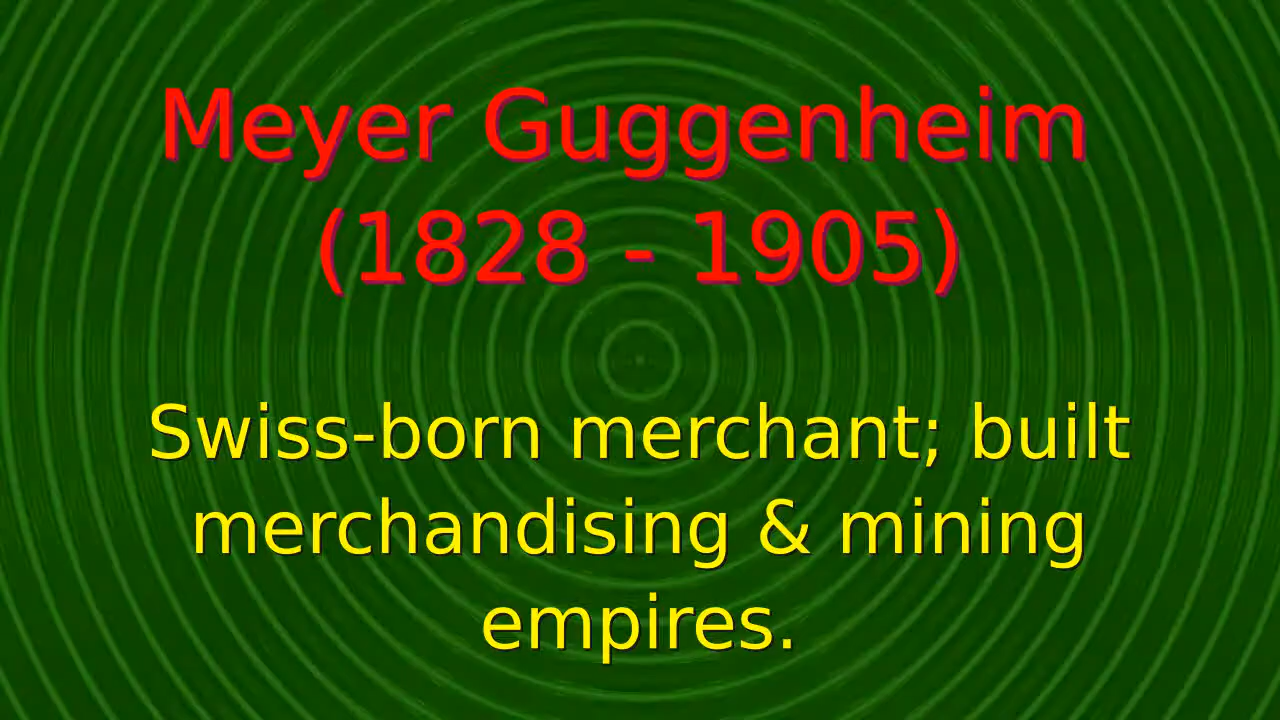 Meyer Guggenheim
(1828 - 1905)
Swiss-born merchant; built
merchandising & mining
empires.